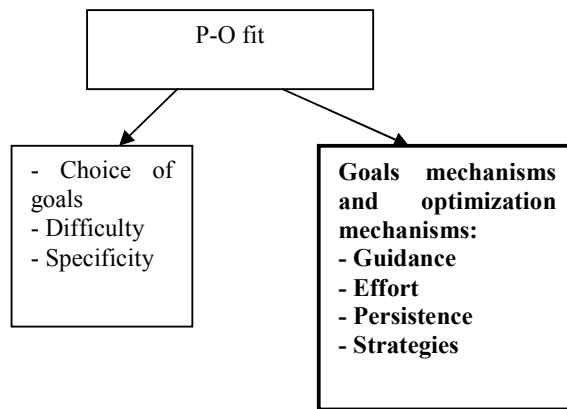 P-O fit
- Choice of
goals
- Difficulty
- Specificity
Goals mechanisms
and optimization
mechanisms:
- Guidance
- Effort
- Persistence
- Strategies